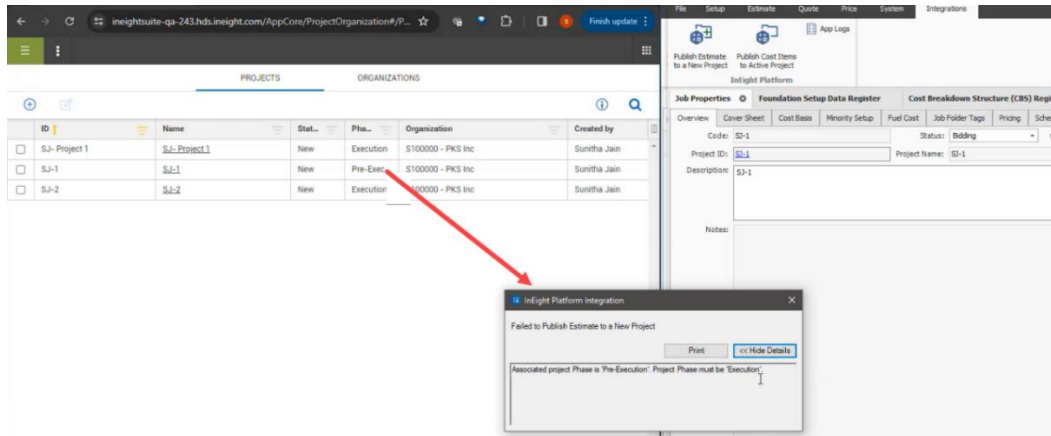 ineightsuite-qa-243.hds.ineight.com/AppCore/ProjectOrganization#/P...
Finish update
PROJECTS ORGANIZATIONS
ID Name Stat... Pha... Organization Created by
SJ- Project 1 SJ- Project 1 New Execution S100000 - PKS Inc Sunitha Jain
SJ-1 SJ-1 New Pre-Exec S100000 - PKS Inc Sunitha Jain
SJ-2 SJ-2 New Execution 100000 - PKS Inc Sunitha Jain
File Setup Estimate Quote Price System Integrations
Publish Estimate to a New Project
Publish Cost Items to Active Project
App Logs
InEight Platform
Job Properties Foundation Setup Data Register Cost Breakdown Structure (CBS) Regi
Overview Cover Sheet Cost Basis Minority Setup Fuel Cost Job Folder Tags Pricing Sche
Code: SJ-1 Status: Bidding
Project ID: SJ-1 Project Name: SJ-1
Description: SJ-1
Notes:
InEight Platform Integration
Failed to Publish Estimate to a New Project
Print << Hide Details
Associated project Phase is 'Pre-Execution'. Project Phase must be 'Execution'.